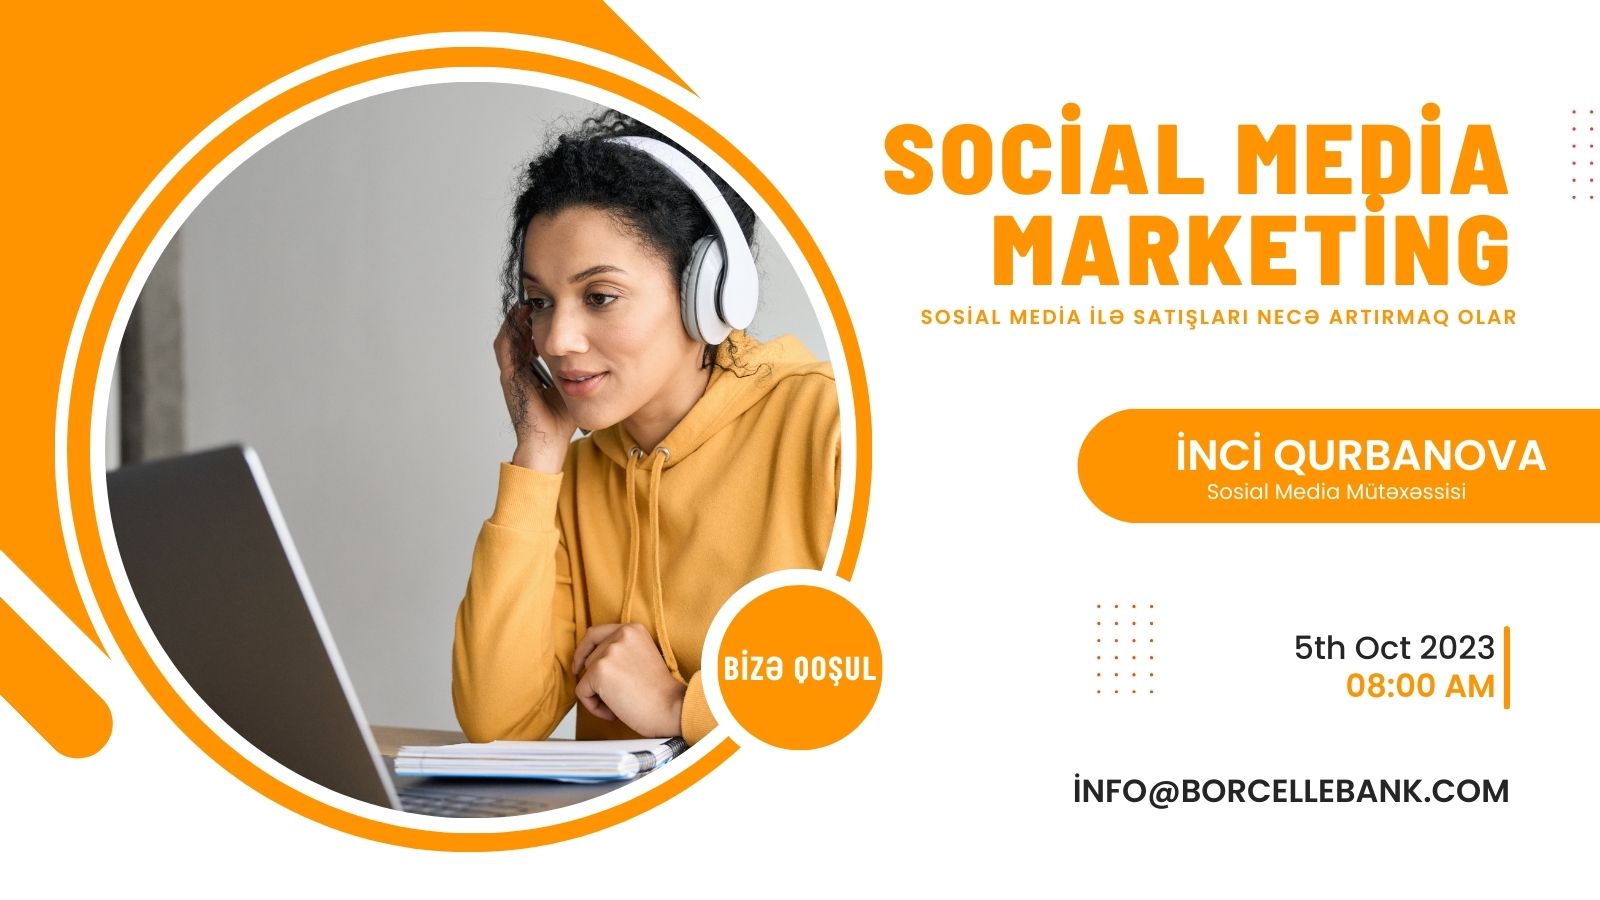 SOCİAL MEDİA
MARKETİNG
SOSİAL MEDİA İLƏ SATIŞLARI NECƏ ARTIRMAQ OLAR
İNCİ QURBANOVA
Sosial Media Mütəxəssisi
BİZƏ QOŞUL
5th Oct 2023
08:00 AM
İNFO@BORCELLEBANK.COM